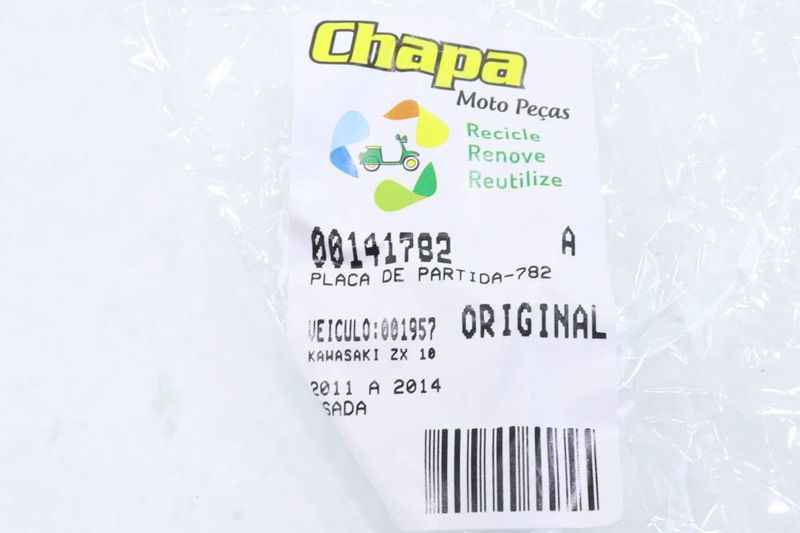 Chapa
Moto Peças
Recicle
Renove
Reutilize
00141782 A
PLACA DE PARTIDA-782
VEICULO:001957 ORIGINAL
KAWASAKI ZX 10
2011 A 2014
USADA